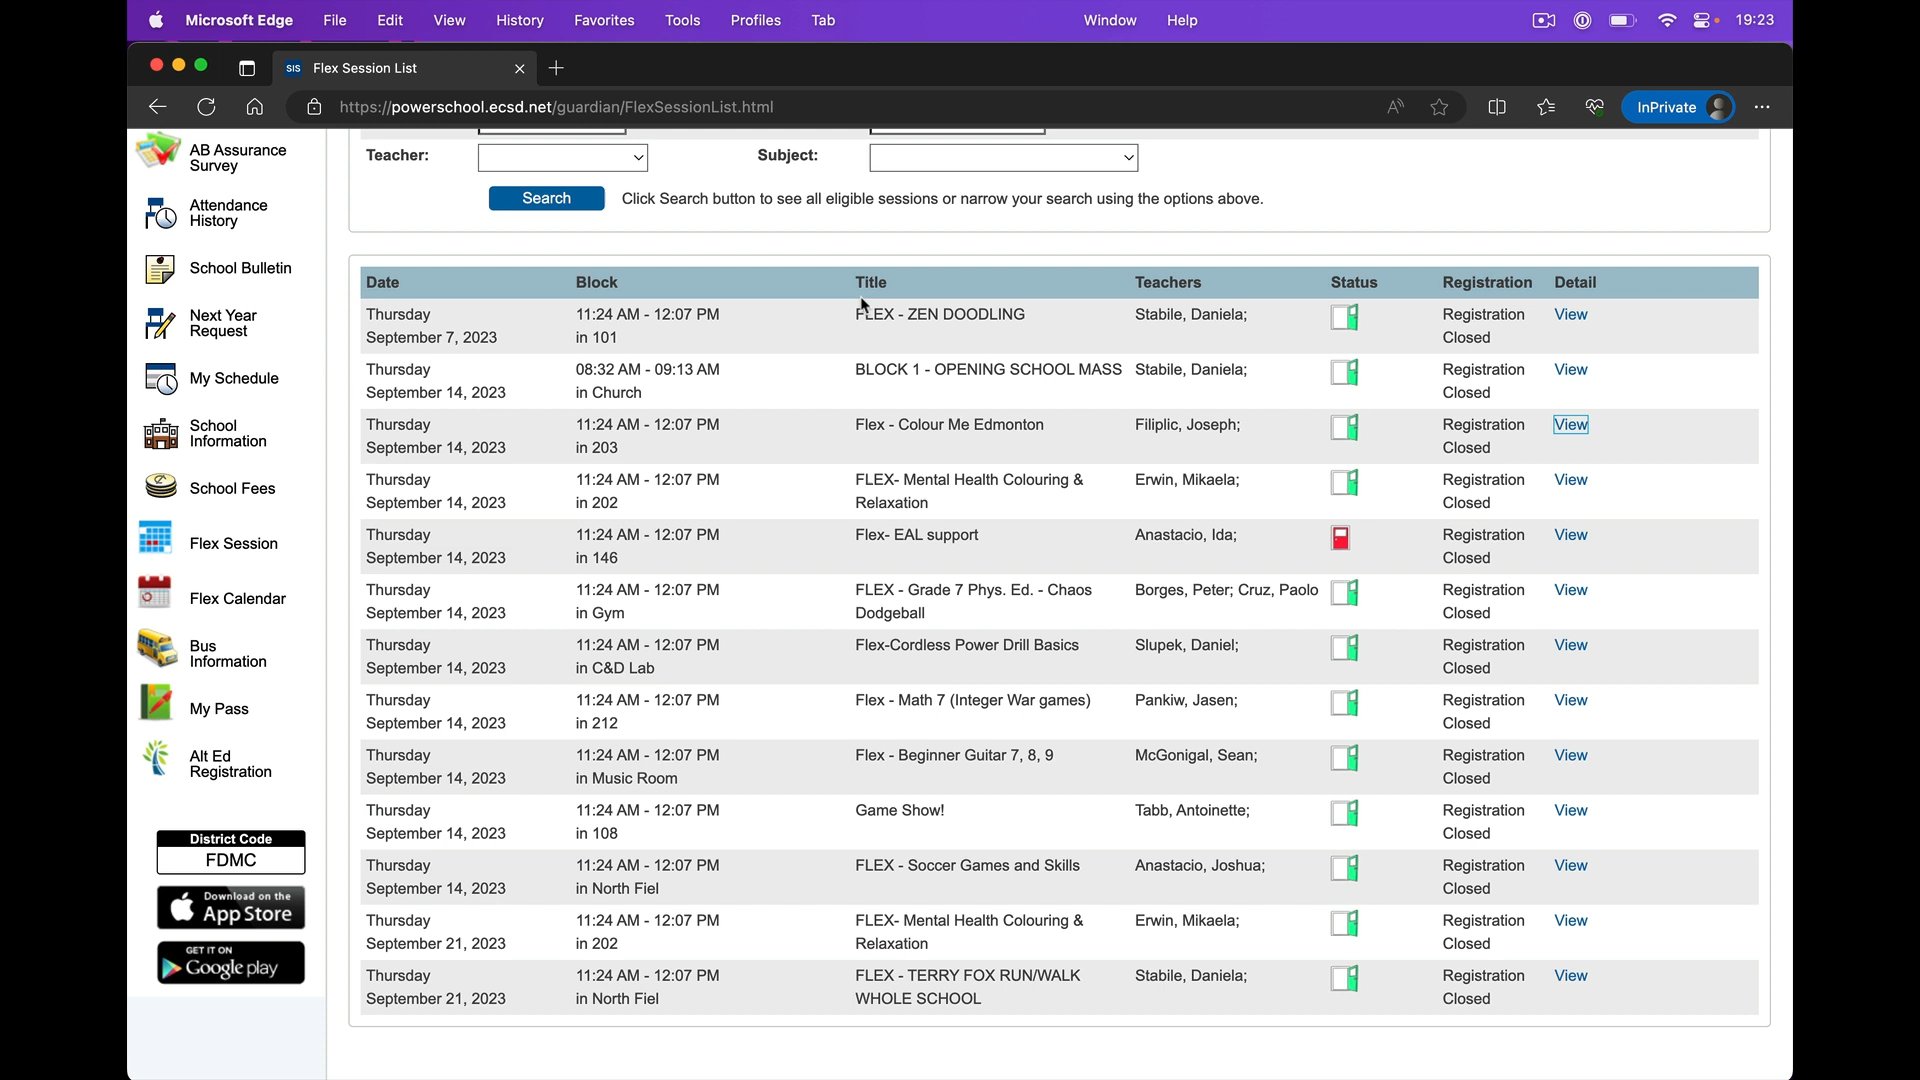 Microsoft Edge File Edit View History Favorites Tools Profiles Tab Window Help 19:23
SIS Flex Session List
https://powerschool.ecsd.net/guardian/FlexSessionList.html InPrivate
AB Assurance
Survey
Attendance
History
School Bulletin
Next Year
Request
My Schedule
School
Information
School Fees
Flex Session
Flex Calendar
Bus
Information
My Pass
Alt Ed
Registration
District Code
FDMC
Download on the
App Store
GET IT ON
Google play
Teacher: Subject:
Search Click Search button to see all eligible sessions or narrow your search using the options above.
Date Block Title Teachers Status Registration Detail
Thursday 11:24 AM - 12:07 PM FLEX - ZEN DOODLING Stabile, Daniela; Registration View
September 7, 2023 in 101 Closed
Thursday 08:32 AM - 09:13 AM BLOCK 1 - OPENING SCHOOL MASS Stabile, Daniela; Registration View
September 14, 2023 in Church Closed
Thursday 11:24 AM - 12:07 PM Flex - Colour Me Edmonton Filiplic, Joseph; Registration View
September 14, 2023 in 203 Closed
Thursday 11:24 AM - 12:07 PM FLEX- Mental Health Colouring & Erwin, Mikaela; Registration View
September 14, 2023 in 202 Relaxation Closed
Thursday 11:24 AM - 12:07 PM Flex- EAL support Anastacio, Ida; Registration View
September 14, 2023 in 146 Closed
Thursday 11:24 AM - 12:07 PM FLEX - Grade 7 Phys. Ed. - Chaos Borges, Peter; Cruz, Paolo Registration View
September 14, 2023 in Gym Dodgeball Closed
Thursday 11:24 AM - 12:07 PM Flex-Cordless Power Drill Basics Slupek, Daniel; Registration View
September 14, 2023 in C&D Lab Closed
Thursday 11:24 AM - 12:07 PM Flex - Math 7 (Integer War games) Pankiw, Jasen; Registration View
September 14, 2023 in 212 Closed
Thursday 11:24 AM - 12:07 PM Flex - Beginner Guitar 7, 8, 9 McGonigal, Sean; Registration View
September 14, 2023 in Music Room Closed
Thursday 11:24 AM - 12:07 PM Game Show! Tabb, Antoinette; Registration View
September 14, 2023 in 108 Closed
Thursday 11:24 AM - 12:07 PM FLEX - Soccer Games and Skills Anastacio, Joshua; Registration View
September 14, 2023 in North Fiel Closed
Thursday 11:24 AM - 12:07 PM FLEX- Mental Health Colouring & Erwin, Mikaela; Registration View
September 21, 2023 in 202 Relaxation Closed
Thursday 11:24 AM - 12:07 PM FLEX - TERRY FOX RUN/WALK Stabile, Daniela; Registration View
September 21, 2023 in North Fiel WHOLE SCHOOL Closed